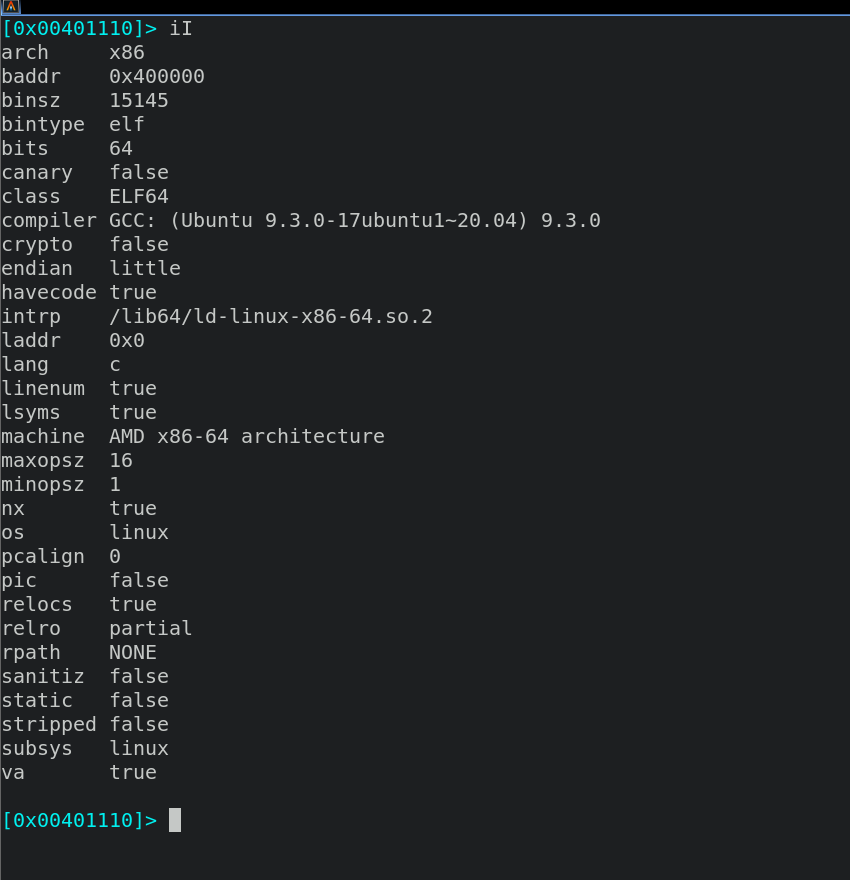 [0x00401110]> iI
arch     x86
baddr    0x400000
binsz    15145
bintype  elf
bits     64
canary   false
class    ELF64
compiler GCC: (Ubuntu 9.3.0-17ubuntu1~20.04) 9.3.0
crypto   false
endian   little
havecode true
intrp    /lib64/ld-linux-x86-64.so.2
laddr    0x0
lang     c
linenum  true
lsyms    true
machine  AMD x86-64 architecture
maxopsz  16
minopsz  1
nx       true
os       linux
pcalign  0
pic      false
relocs   true
relro    partial
rpath    NONE
sanitiz  false
static   false
stripped false
subsys   linux
va       true
[0x00401110]>